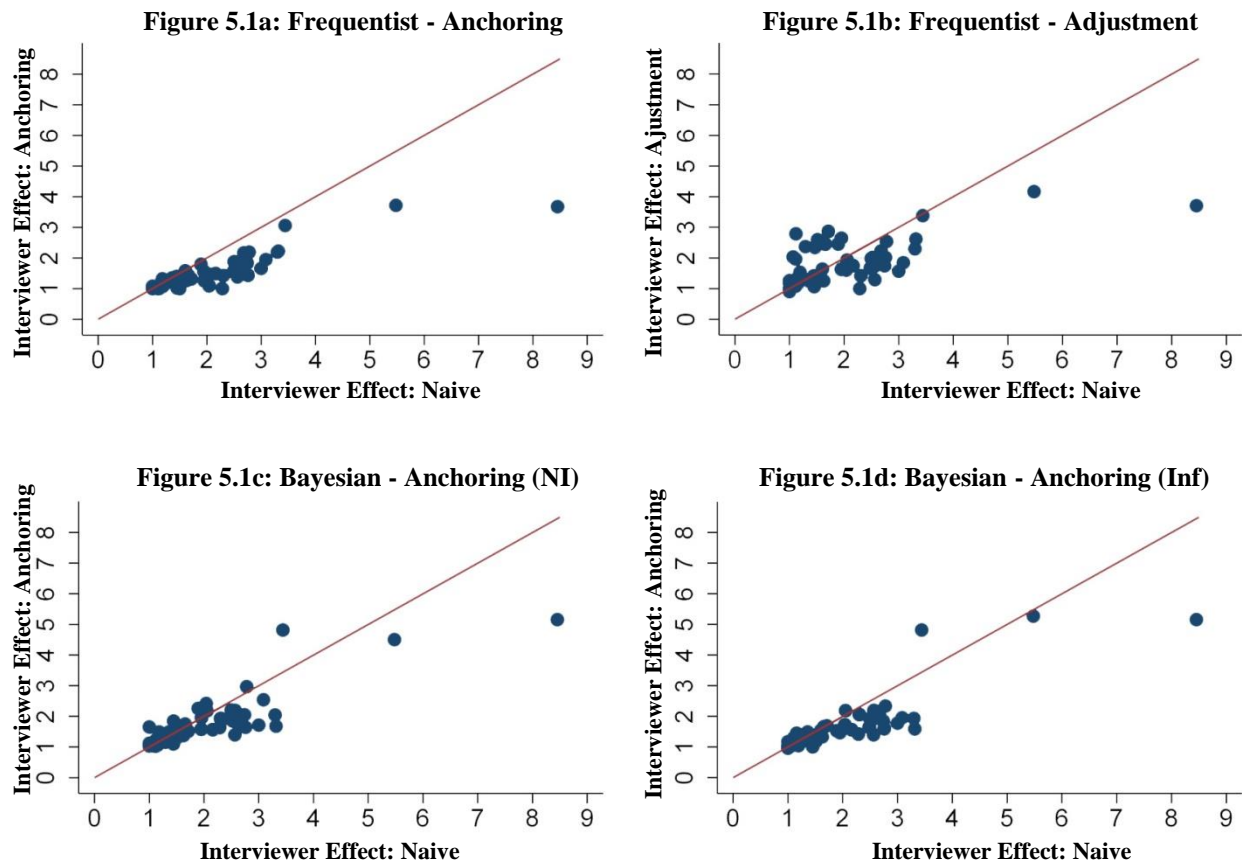 Figure 5.1a: Frequentist - Anchoring
Interviewer Effect: Anchoring
8
7
6
5
4
3
2
1
0
0 1 2 3 4 5 6 7 8 9
Interviewer Effect: Naive
Figure 5.1b: Frequentist - Adjustment
Interviewer Effect: Ajustment
8
7
6
5
4
3
2
1
0
0 1 2 3 4 5 6 7 8 9
Interviewer Effect: Naive
Figure 5.1c: Bayesian - Anchoring (NI)
Interviewer Effect: Anchoring
8
7
6
5
4
3
2
1
0
0 1 2 3 4 5 6 7 8 9
Interviewer Effect: Naive
Figure 5.1d: Bayesian - Anchoring (Inf)
Interviewer Effect: Anchoring
8
7
6
5
4
3
2
1
0
0 1 2 3 4 5 6 7 8 9
Interviewer Effect: Naive